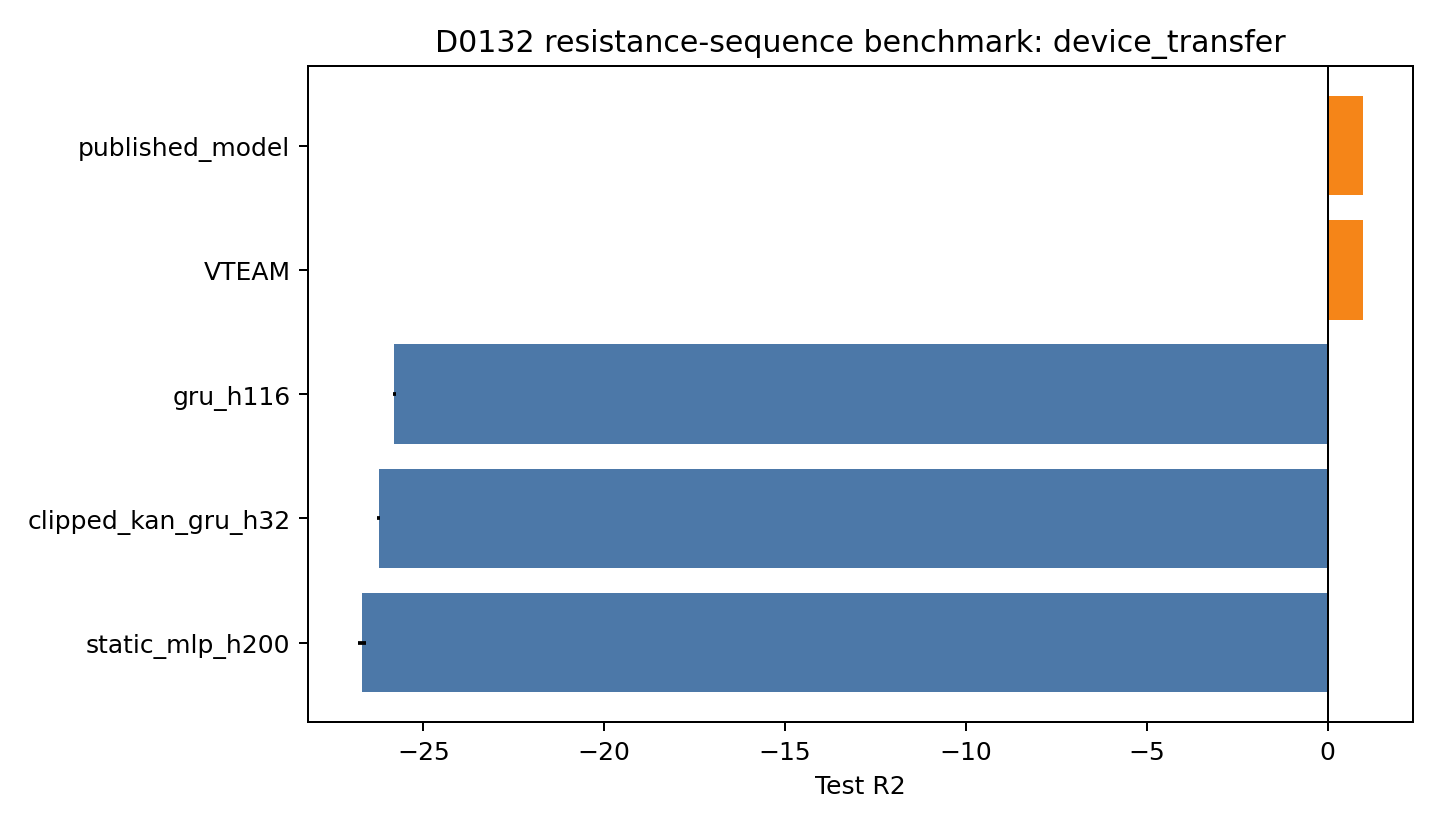 D0132 resistance-sequence benchmark: device_transfer
published_model
VTEAM
gru_h116
clipped_kan_gru_h32
static_mlp_h200
−25 −20 −15 −10 −5 0
Test R2